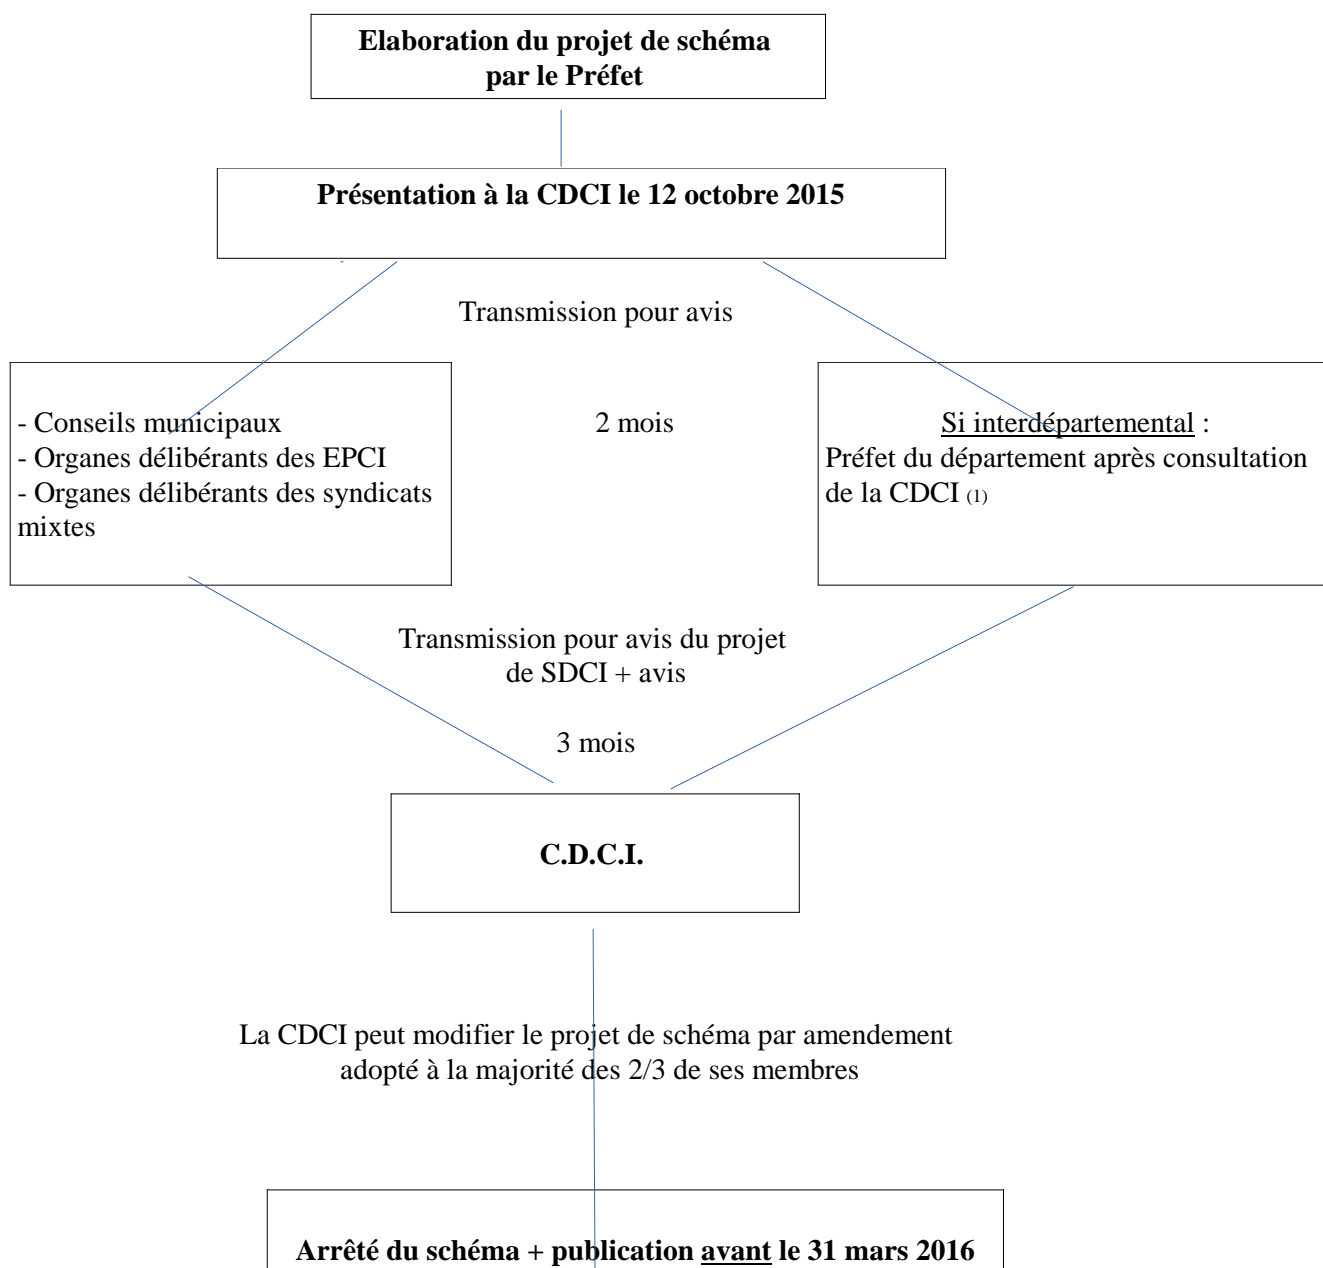 Elaboration du projet de schéma
par le Préfet
Présentation à la CDCI le 12 octobre 2015
Transmission pour avis
- Conseils municipaux
- Organes délibérants des EPCI
- Organes délibérants des syndicats
mixtes
2 mois
Si interdépartemental :
Préfet du département après consultation
de la CDCI (1)
Transmission pour avis du projet
de SDCI + avis
3 mois
C.D.C.I.
La CDCI peut modifier le projet de schéma par amendement
adopté à la majorité des 2/3 de ses membres
Arrêté du schéma + publication avant le 31 mars 2016